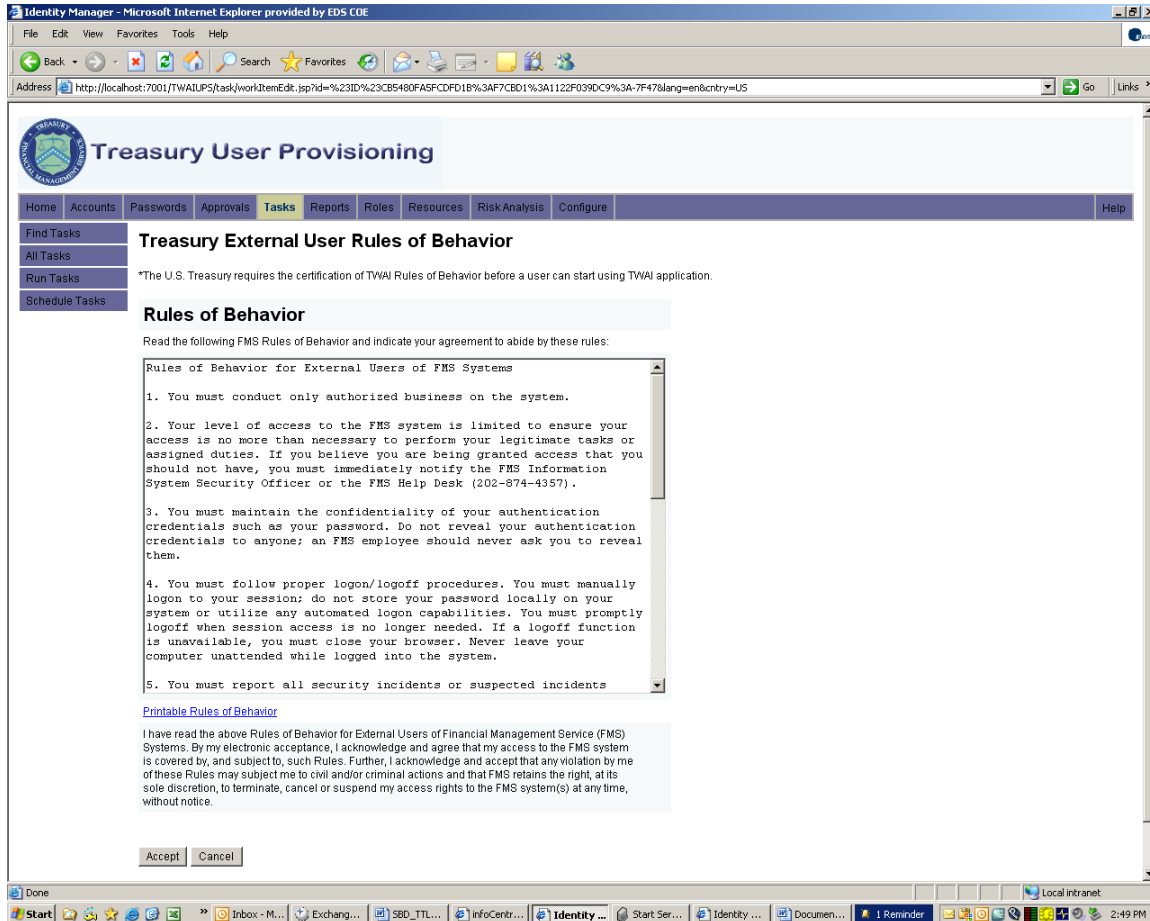 Identity Manager - Microsoft Internet Explorer provided by EDS COE
File Edit View Favorites Tools Help
Back Search Favorites
Address http://localhost:7001/TWAIUPS/task/workItemEdit.jsp?id=%23ID%23CB5480FA5FCDFD1B%3AF7CBD1%3A1122F039DC9%3A-7F47&lang=en&cntry=US Go Links
Treasury User Provisioning
Home Accounts Passwords Approvals Tasks Reports Roles Resources Risk Analysis Configure Help
Find Tasks
All Tasks
Run Tasks
Schedule Tasks
Treasury External User Rules of Behavior
*The U.S. Treasury requires the certification of TWAI Rules of Behavior before a user can start using TWAI application.
Rules of Behavior
Read the following FMS Rules of Behavior and indicate your agreement to abide by these rules:
Rules of Behavior for External Users of FMS Systems
1. You must conduct only authorized business on the system.
2. Your level of access to the FMS system is limited to ensure your
access is no more than necessary to perform your legitimate tasks or
assigned duties. If you believe you are being granted access that you
should not have, you must immediately notify the FMS Information
System Security Officer or the FMS Help Desk (202-874-4357).
3. You must maintain the confidentiality of your authentication
credentials such as your password. Do not reveal your authentication
credentials to anyone; an FMS employee should never ask you to reveal
them.
4. You must follow proper logon/logoff procedures. You must manually
logon to your session; do not store your password locally on your
system or utilize any automated logon capabilities. You must promptly
logoff when session access is no longer needed. If a logoff function
is unavailable, you must close your browser. Never leave your
computer unattended while logged into the system.
5. You must report all security incidents or suspected incidents
Printable Rules of Behavior
I have read the above Rules of Behavior for External Users of Financial Management Service (FMS)
Systems. By my electronic acceptance, I acknowledge and agree that my access to the FMS system
is covered by, and subject to, such Rules. Further, I acknowledge and accept that any violation by me
of these Rules may subject me to civil and/or criminal actions and that FMS retains the right, at its
sole discretion, to terminate, cancel or suspend my access rights to the FMS system(s) at any time,
without notice.
Accept Cancel
Done Local intranet
Start » Inbox - M... Exchang... SBD_TTL... infoCentr... Identity ... Start Ser... Identity ... Documen... 1 Reminder 2:49 PM